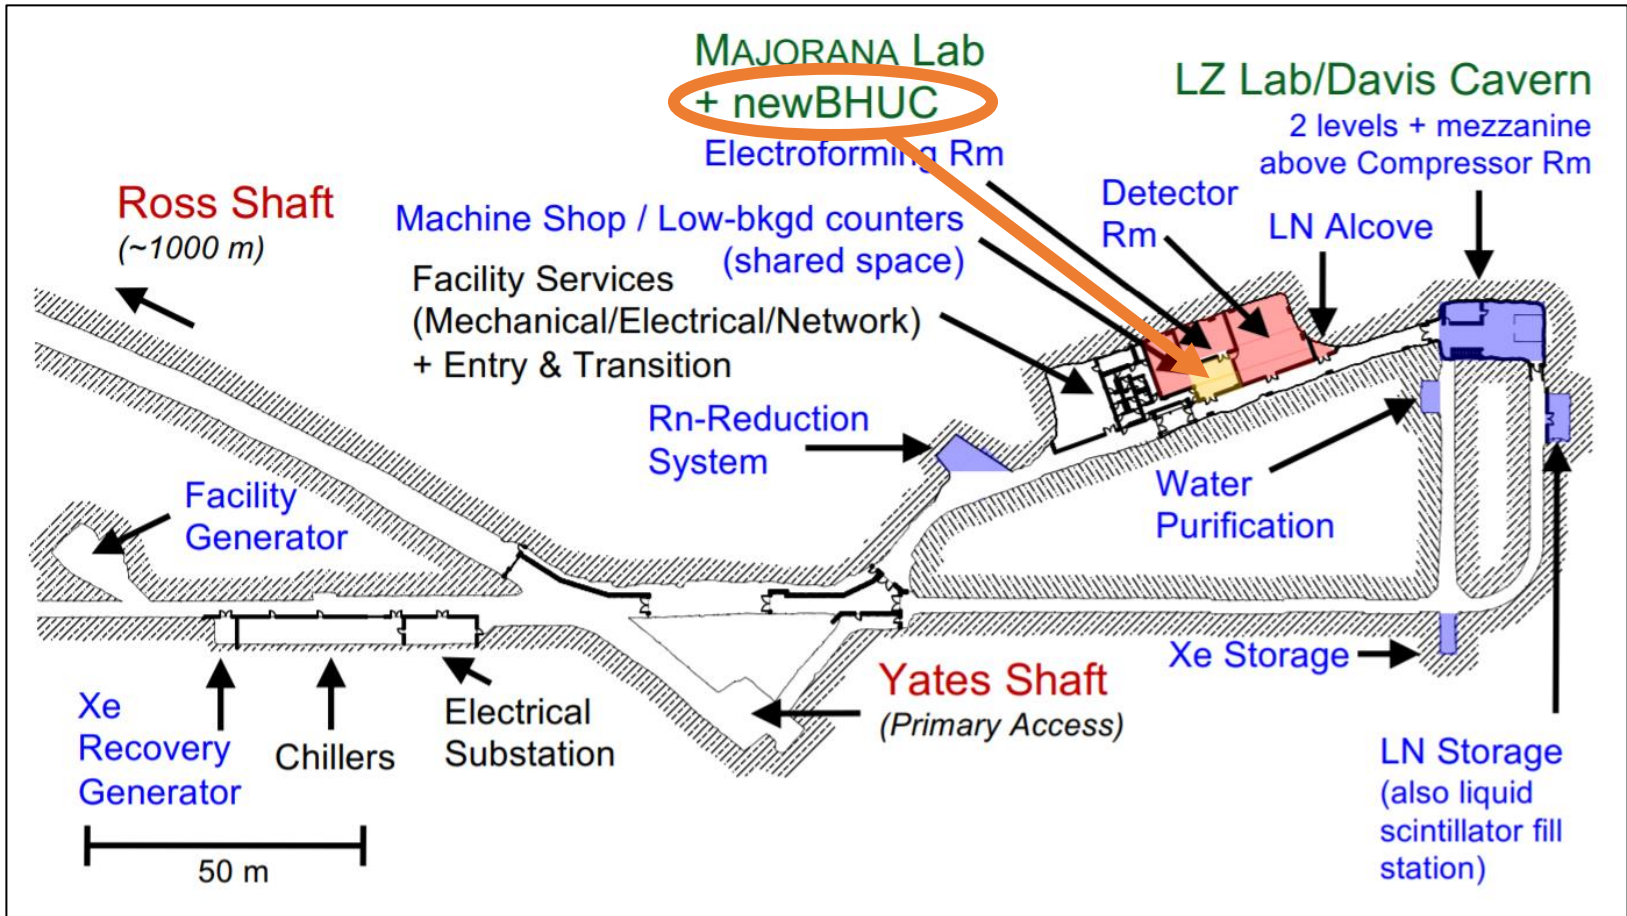 MAJORANA Lab
+ newBHUC
Electroforming Rm
LZ Lab/Davis Cavern
2 levels + mezzanine
above Compressor Rm
Ross Shaft
(~1000 m)
Machine Shop / Low-bkgd counters
(shared space)
Detector
Rm
LN Alcove
Facility Services
(Mechanical/Electrical/Network)
+ Entry & Transition
Rn-Reduction
System
Water
Purification
Facility
Generator
Xe Storage
Yates Shaft
(Primary Access)
Xe
Recovery
Generator
Chillers
Electrical
Substation
LN Storage
(also liquid
scintillator fill
station)
50 m